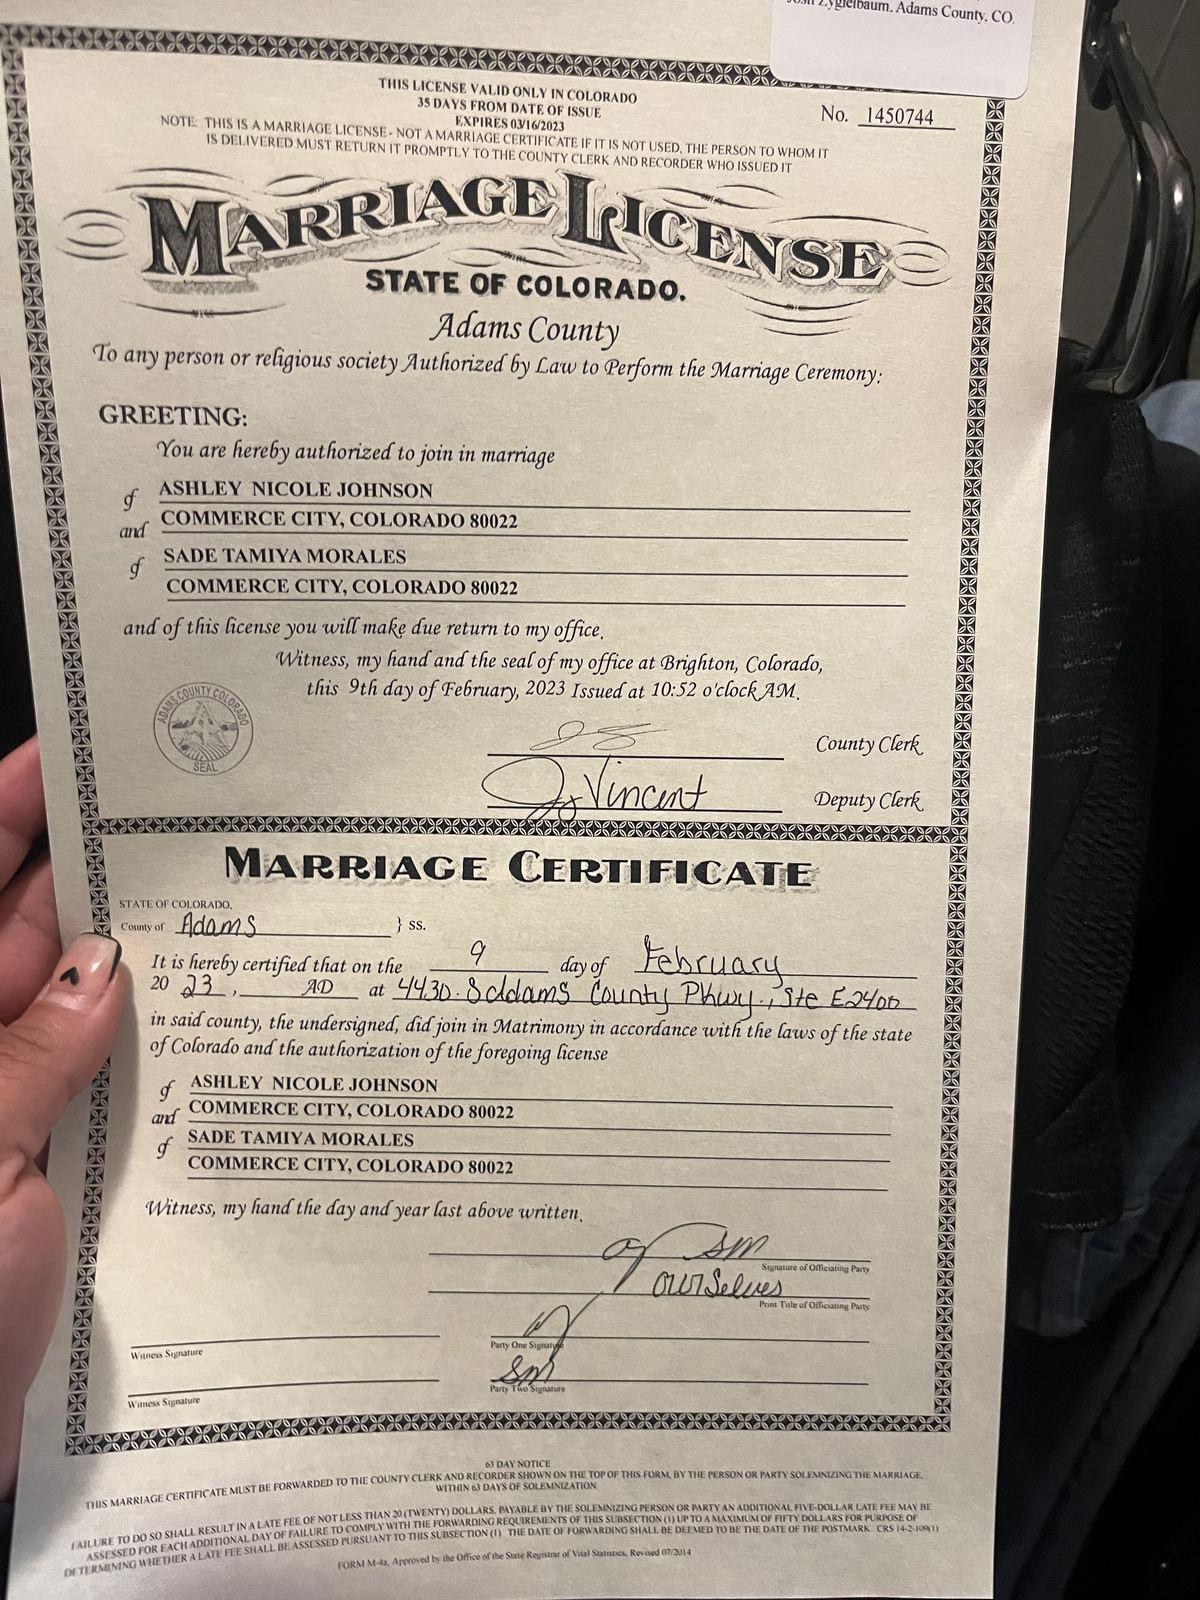 Josh Zygielbaum, Adams County, CO.
THIS LICENSE VALID ONLY IN COLORADO
35 DAYS FROM DATE OF ISSUE
EXPIRES 03/16/2023
No. 1450744
NOTE: THIS IS A MARRIAGE LICENSE - NOT A MARRIAGE CERTIFICATE IF IT IS NOT USED, THE PERSON TO WHOM IT
IS DELIVERED MUST RETURN IT PROMPTLY TO THE COUNTY CLERK AND RECORDER WHO ISSUED IT
MARRIAGE LICENSE
STATE OF COLORADO.
Adams County
To any person or religious society Authorized by Law to Perform the Marriage Ceremony:
GREETING:
You are hereby authorized to join in marriage
ASHLEY NICOLE JOHNSON
of
COMMERCE CITY, COLORADO 80022
and
SADE TAMIYA MORALES
of
COMMERCE CITY, COLORADO 80022
and of this license you will make due return to my office.
Witness, my hand and the seal of my office at Brighton, Colorado,
this 9th day of February, 2023 Issued at 10:52 o'clock AM.
ADAMS COUNTY COLORADO
SEAL
County Clerk
Vincent
Deputy Clerk
MARRIAGE CERTIFICATE
STATE OF COLORADO,
County of Adams } ss.
It is hereby certified that on the 9 day of February
20 23, AD at 4430. S Adams County Pkwy., Ste E2400
in said county, the undersigned, did join in Matrimony in accordance with the laws of the state
of Colorado and the authorization of the foregoing license
ASHLEY NICOLE JOHNSON
of
COMMERCE CITY, COLORADO 80022
and
SADE TAMIYA MORALES
of
COMMERCE CITY, COLORADO 80022
Witness, my hand the day and year last above written.
SM
Signature of Officiating Party
ourselves
Print Title of Officiating Party
Witness Signature
Party One Signature
SM
Witness Signature
Party Two Signature
63 DAY NOTICE
THIS MARRIAGE CERTIFICATE MUST BE FORWARDED TO THE COUNTY CLERK AND RECORDER SHOWN ON THE TOP OF THIS FORM, BY THE PERSON OR PARTY SOLEMNIZING THE MARRIAGE,
WITHIN 63 DAYS OF SOLEMNIZATION
FAILURE TO DO SO SHALL RESULT IN A LATE FEE OF NOT LESS THAN 20 (TWENTY) DOLLARS. PAYABLE BY THE SOLEMNIZING PERSON OR PARTY AN ADDITIONAL FIVE-DOLLAR LATE FEE MAY BE
ASSESSED FOR EACH ADDITIONAL DAY OF FAILURE TO COMPLY WITH THE FORWARDING REQUIREMENTS OF THIS SUBSECTION (1) UP TO A MAXIMUM OF FIFTY DOLLARS FOR PURPOSE OF
DETERMINING WHETHER A LATE FEE SHALL BE ASSESSED PURSUANT TO THIS SUBSECTION (1) THE DATE OF FORWARDING SHALL BE DEEMED TO BE THE DATE OF THE POSTMARK CRS 14-2-109(1)
FORM M-4a, Approved by the Office of the State Registrar of Vital Statistics, Revised 07/2014